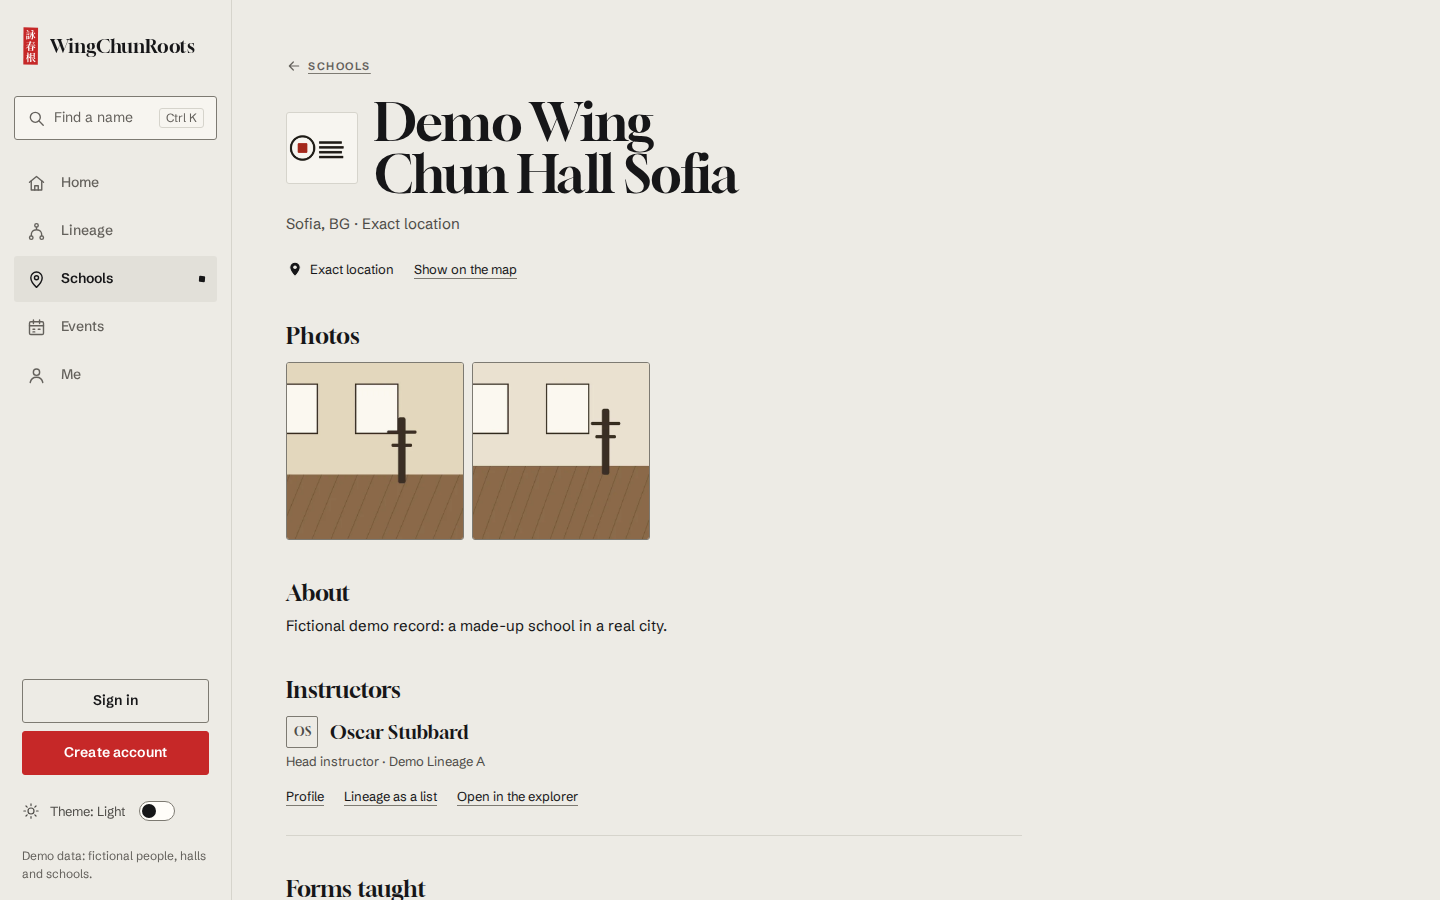 詠春根
WingChunRoots
Find a name
Ctrl K
Home
Lineage
Schools
Events
Me
Sign in
Create account
Theme: Light
Demo data: fictional people, halls
and schools.
← SCHOOLS
Demo Wing
Chun Hall Sofia
Sofia, BG · Exact location
Exact location
Show on the map
Photos
About
Fictional demo record: a made-up school in a real city.
Instructors
OS
Oscar Stubbard
Head instructor · Demo Lineage A
Profile
Lineage as a list
Open in the explorer
Forms taught